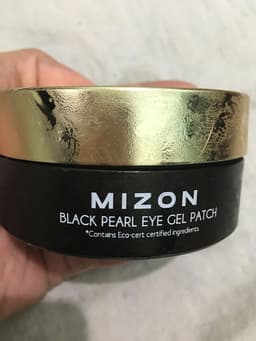 MIZON
BLACK PEARL EYE GEL PATCH
*Contains Eco-cert certified ingredients